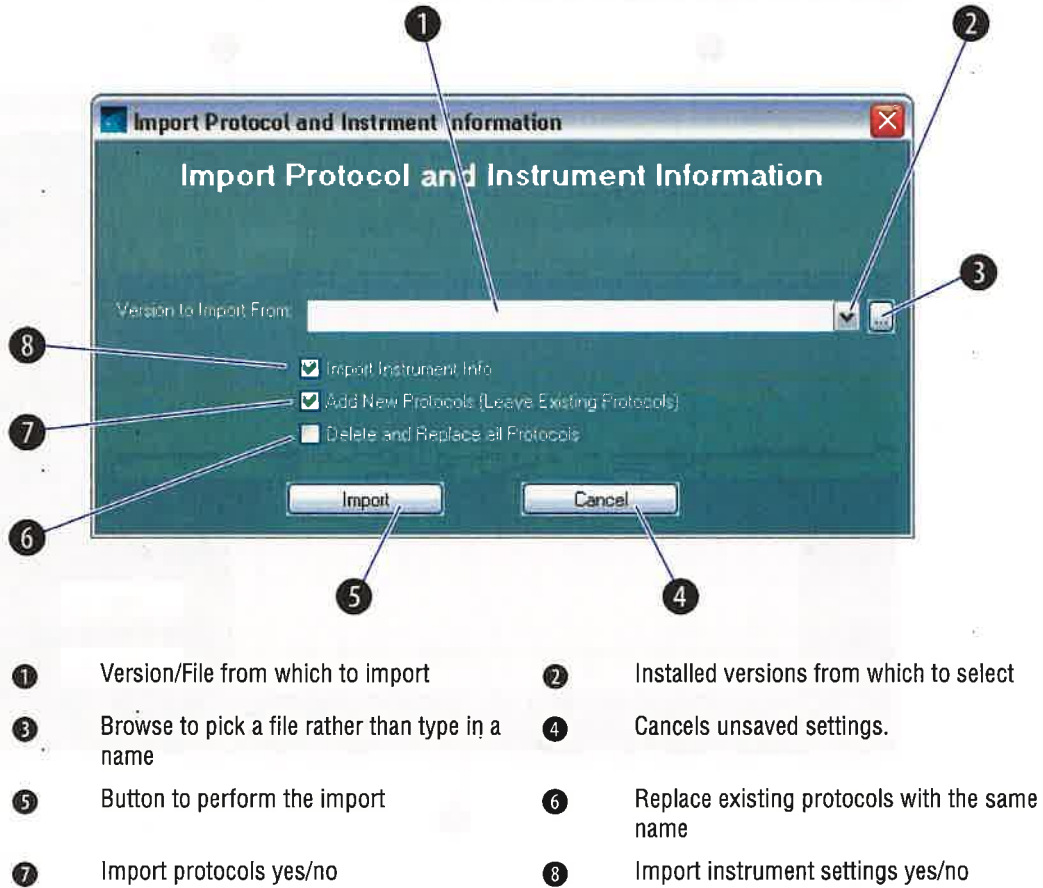 1
2
Import Protocol and Instrment Information
Import Protocol and Instrument Information
3
Version to Import From:
...
8
Import Instrument Info
7
Add New Protocols (Leave Existing Protocols)
Delete and Replace all Protocols
6
Import
Cancel
5
4
1 Version/File from which to import
2 Installed versions from which to select
3 Browse to pick a file rather than type in a
name
4 Cancels unsaved settings.
5 Button to perform the import
6 Replace existing protocols with the same
name
7 Import protocols yes/no
8 Import instrument settings yes/no